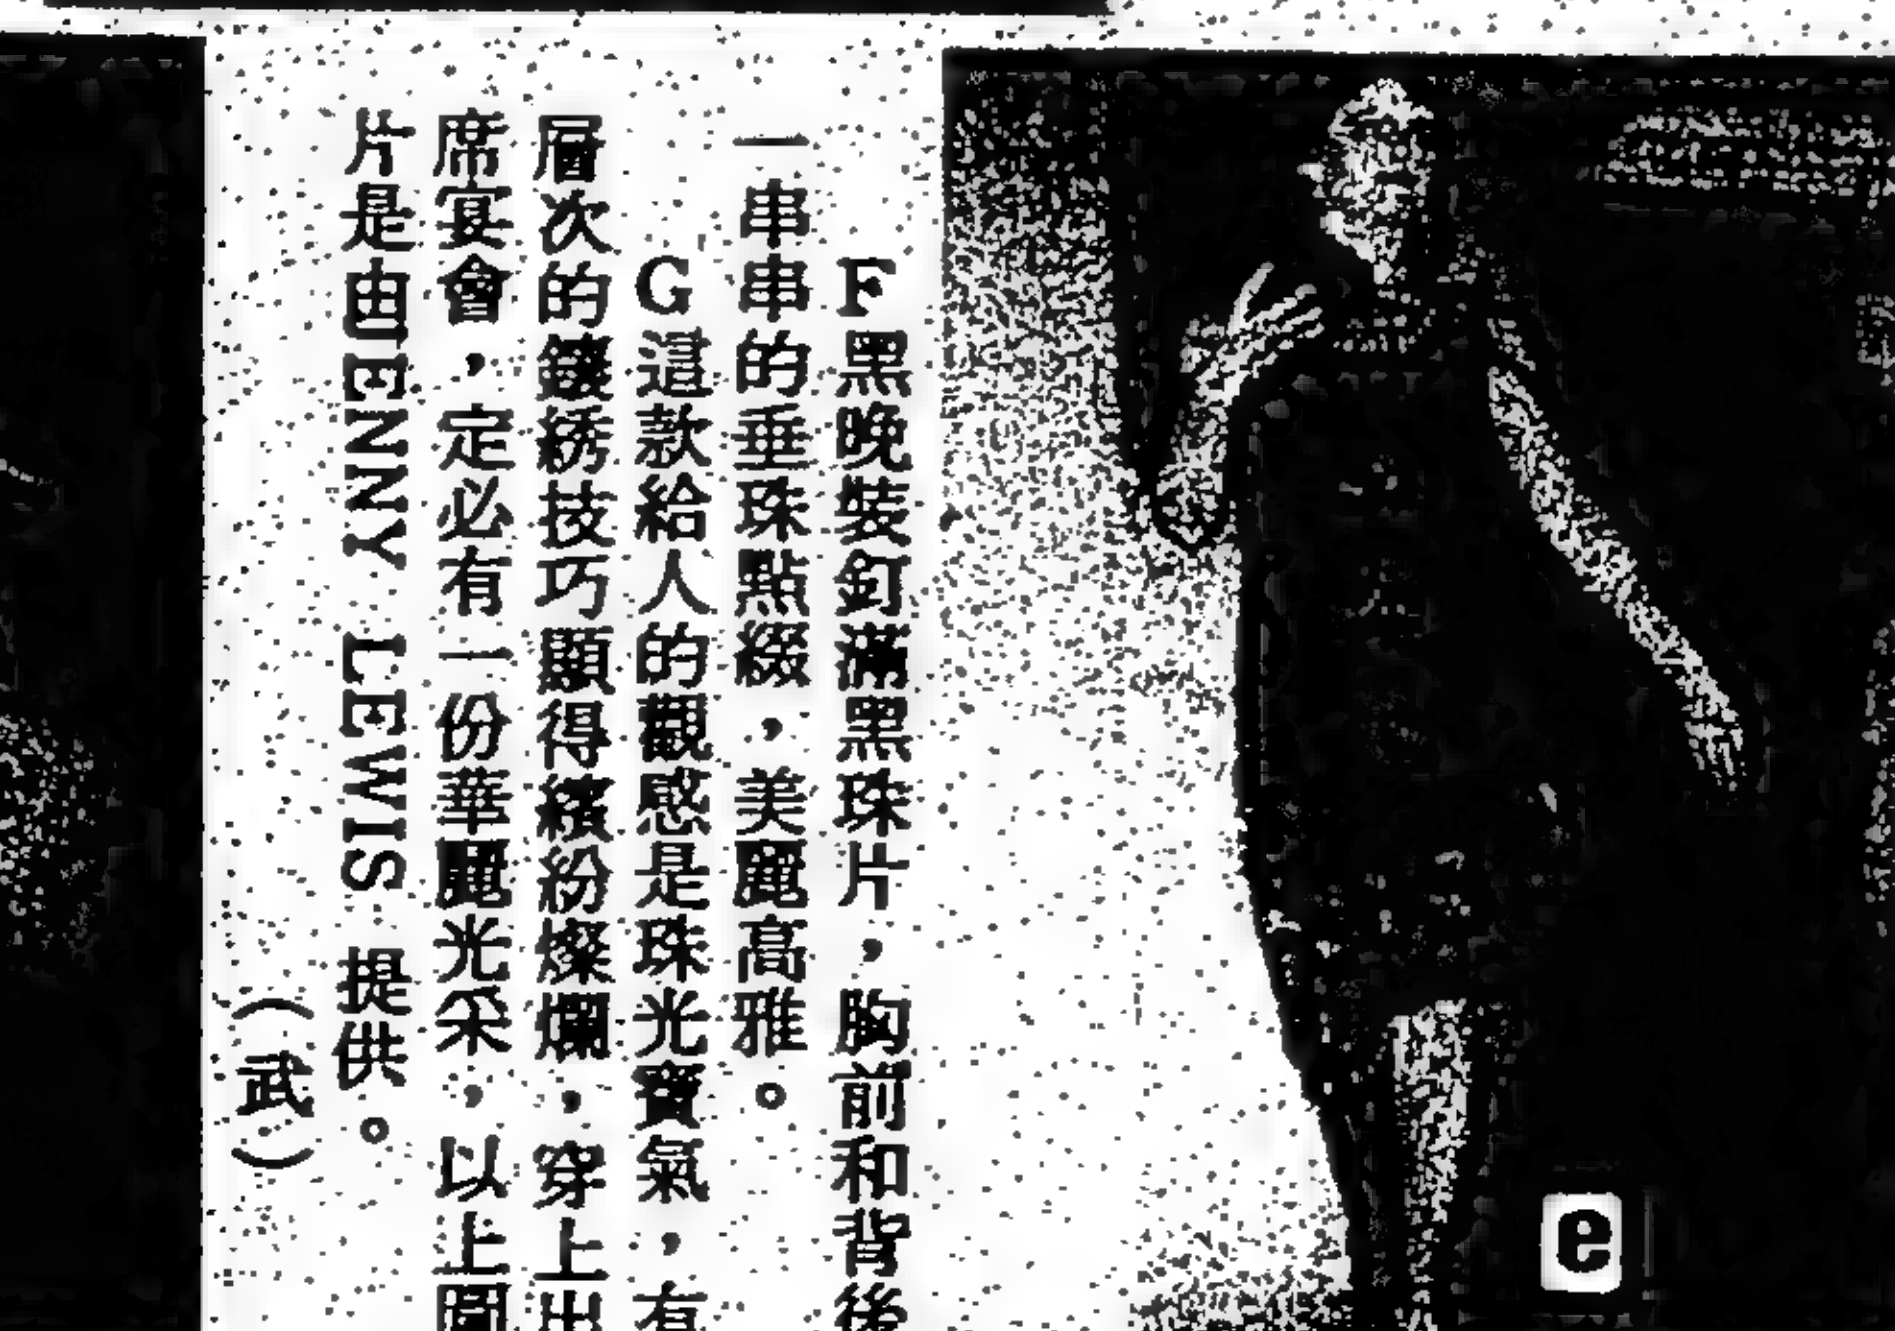 F黑晚裝釘滿黑珠片，胸前和背後
一串串的垂珠點綴，美麗高雅。
G這款給人的觀感是珠光寶氣，有
層次的鑲綉技巧顯得繽紛燦爛，穿上出
席宴會，定必有一份華麗光采，以上圖
片是由DENNY LEWIS 提供。
（武）
e